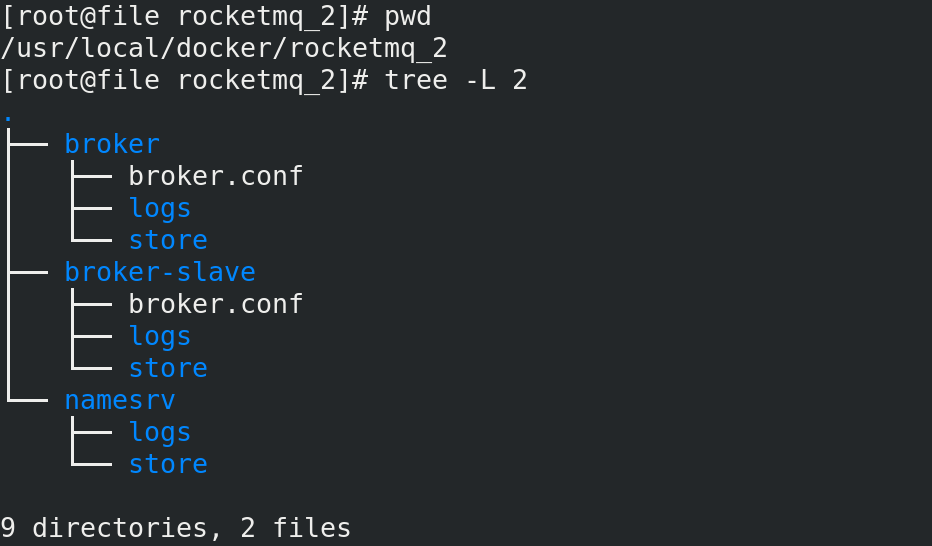 [root@file rocketmq_2]# pwd
/usr/local/docker/rocketmq_2
[root@file rocketmq_2]# tree -L 2
.
├── broker
│   ├── broker.conf
│   ├── logs
│   └── store
├── broker-slave
│   ├── broker.conf
│   ├── logs
│   └── store
└── namesrv
    ├── logs
    └── store

9 directories, 2 files